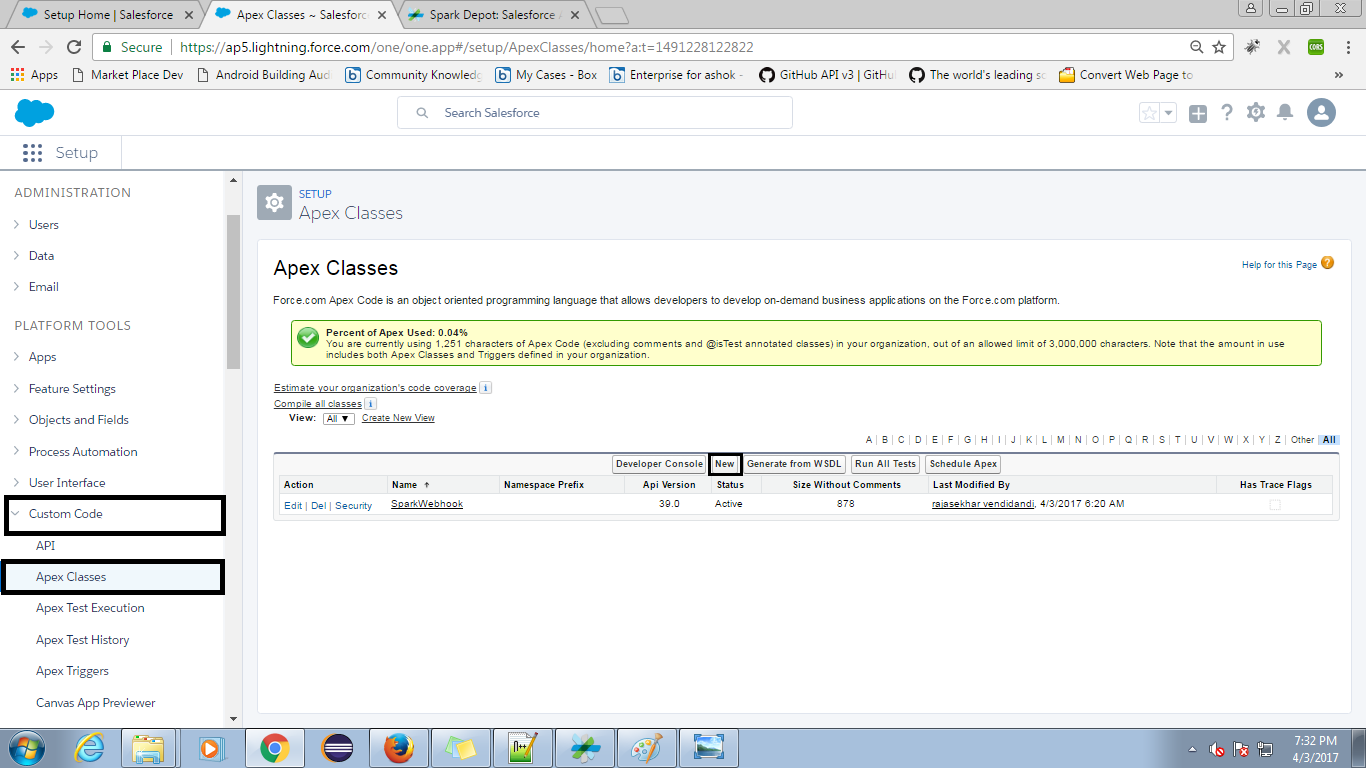 Setup Home | Salesforce
Apex Classes ~ Salesforc
Spark Depot: Salesforce
Secure https://ap5.lightning.force.com/one/one.app#/setup/ApexClasses/home?a:t=1491228122822
CORS
Apps Market Place Dev Android Building Aud Community Knowledg My Cases - Box Enterprise for ashok - GitHub API v3 | GitHu The world's leading so Convert Web Page to »
Search Salesforce
Setup
ADMINISTRATION
Users
Data
Email
PLATFORM TOOLS
Apps
Feature Settings
Objects and Fields
Process Automation
User Interface
Custom Code
API
Apex Classes
Apex Test Execution
Apex Test History
Apex Triggers
Canvas App Previewer
SETUP
Apex Classes
Apex Classes
Help for this Page ?
Force.com Apex Code is an object oriented programming language that allows developers to develop on-demand business applications on the Force.com platform.
Percent of Apex Used: 0.04%
You are currently using 1,251 characters of Apex Code (excluding comments and @isTest annotated classes) in your organization, out of an allowed limit of 3,000,000 characters. Note that the amount in use
includes both Apex Classes and Triggers defined in your organization.
Estimate your organization's code coverage i
Compile all classes i
View: All ▼ Create New View
A | B | C | D | E | F | G | H | I | J | K | L | M | N | O | P | Q | R | S | T | U | V | W | X | Y | Z | Other All
Developer Console New Generate from WSDL Run All Tests Schedule Apex
Action Name ↑ Namespace Prefix Api Version Status Size Without Comments Last Modified By Has Trace Flags
Edit | Del | Security SparkWebhook 39.0 Active 878 rajasekhar vendidandi, 4/3/2017 6:20 AM
7:32 PM
4/3/2017